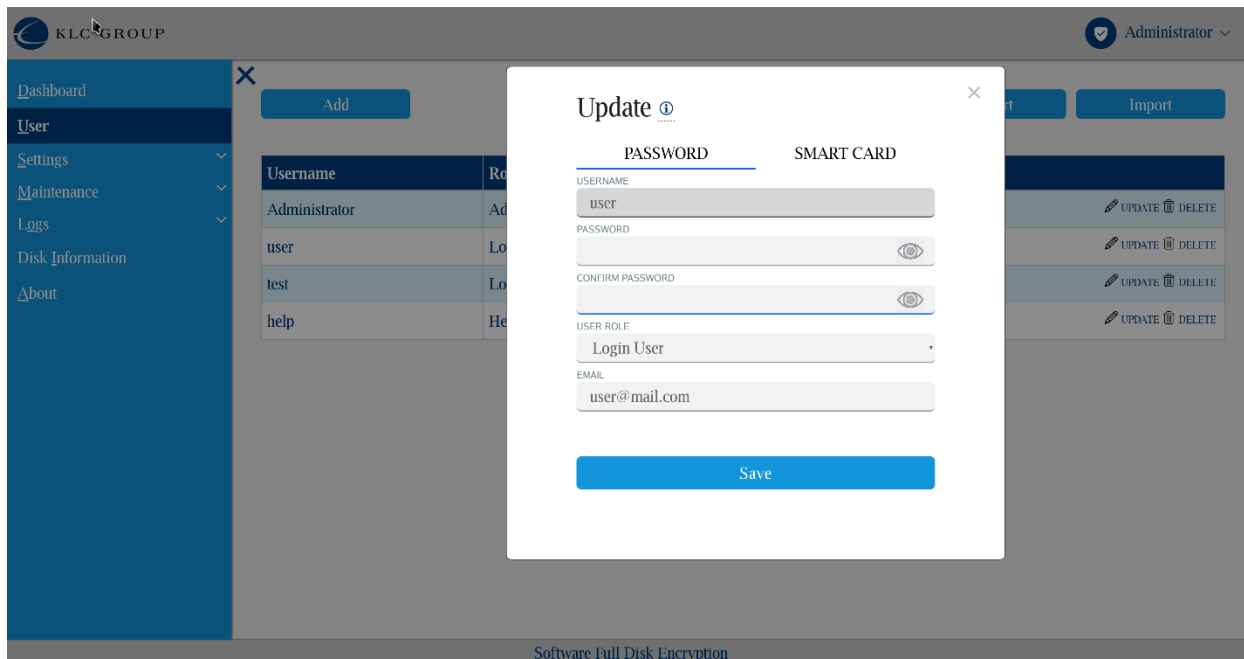 KLC GROUP
Administrator
Dashboard
User
Settings
Maintenance
Logs
Disk Information
About
Add
Import
Username
Administrator
UPDATE DELETE
user
UPDATE DELETE
test
UPDATE DELETE
help
UPDATE DELETE
Update
PASSWORD SMART CARD
USERNAME
user
PASSWORD
CONFIRM PASSWORD
USER ROLE
Login User
EMAIL
user@mail.com
Save
Software Full Disk Encryption